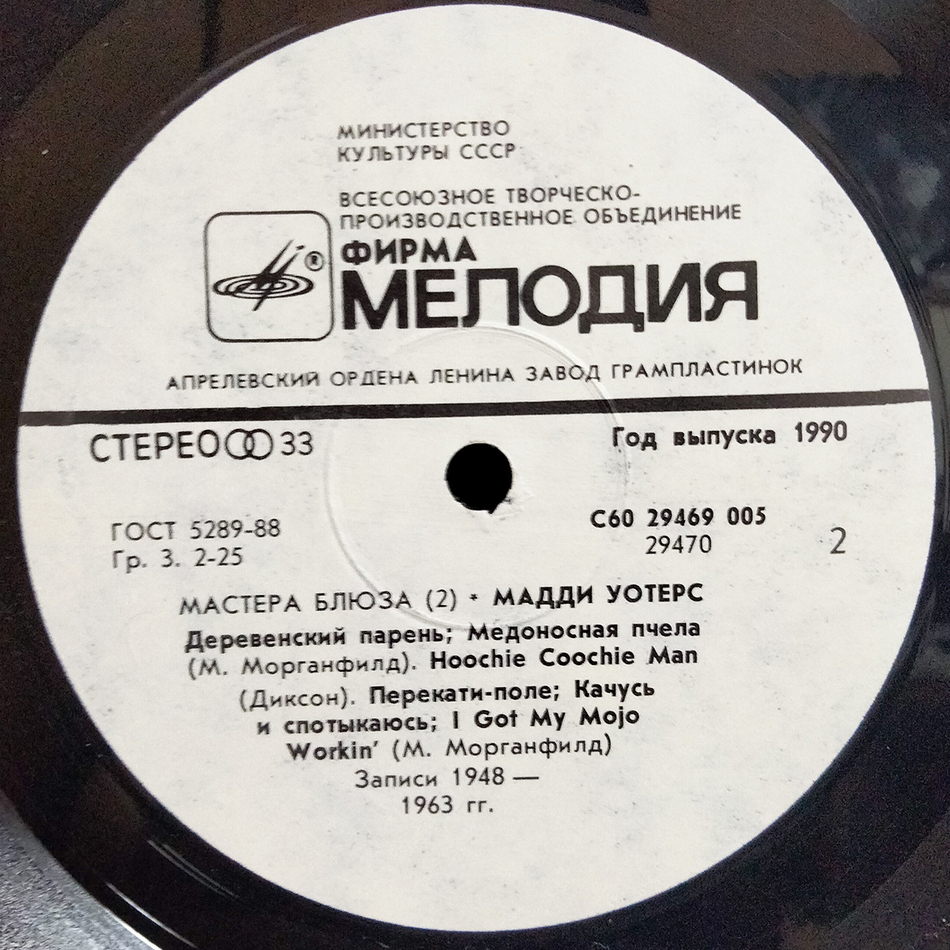 МИНИСТЕРСТВО
КУЛЬТУРЫ СССР
ВСЕСОЮЗНОЕ ТВОРЧЕСКО-
ПРОИЗВОДСТВЕННОЕ ОБЪЕДИНЕНИЕ
®
ФИРМА
МЕЛОДИЯ
АПРЕЛЕВСКИЙ ОРДЕНА ЛЕНИНА ЗАВОД ГРАМПЛАСТИНОК
СТЕРЕО 33
Год выпуска 1990
ГОСТ 5289-88
Гр. 3. 2-25
С60 29469 005
29470
2
МАСТЕРА БЛЮЗА (2) * МАДДИ УОТЕРС
Деревенский парень; Медоносная пчела
(М. Морганфилд). Hoochie Coochie Man
(Диксон). Перекати-поле; Качусь
и спотыкаюсь; I Got My Mojo
Workin' (М. Морганфилд)
Записи 1948 —
1963 гг.